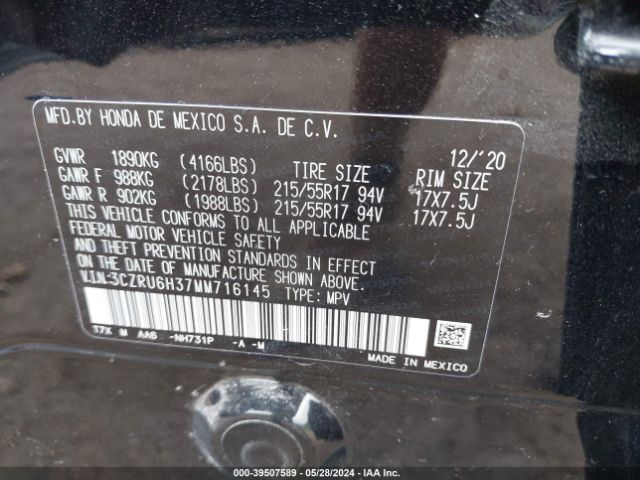 MFD.BY HONDA DE MEXICO S.A. DE C.V.
12/'20
GVWR 1890KG (4166LBS) TIRE SIZE RIM SIZE
GAWR F 988KG (2178LBS) 215/55R17 94V 17X7.5J
GAWR R 902KG (1988LBS) 215/55R17 94V 17X7.5J
THIS VEHICLE CONFORMS TO ALL APPLICABLE
FEDERAL MOTOR VEHICLE SAFETY
AND THEFT PREVENTION STANDARDS IN EFFECT
ON THE DATE OF MANUFACTURE SHOWN ABOVE.
V.I.N:3CZRU6H37MM716145 TYPE: MPV
17X M AA6 -NH731P -A -M
MADE IN MEXICO
000-39507589 - 05/28/2024 - IAA Inc.